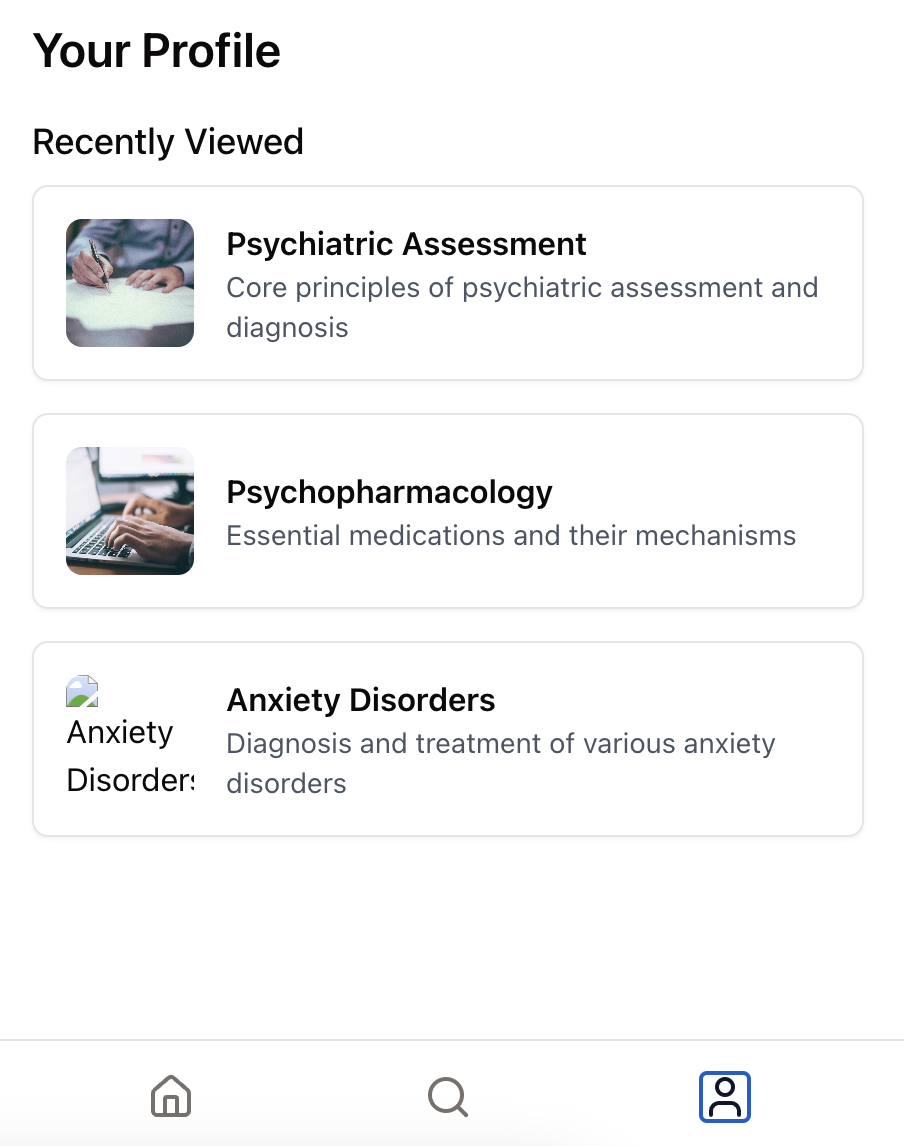 Your Profile
Recently Viewed
Psychiatric Assessment
Core principles of psychiatric assessment and
diagnosis
Psychopharmacology
Essential medications and their mechanisms
Anxiety
Disorders
Anxiety Disorders
Diagnosis and treatment of various anxiety
disorders